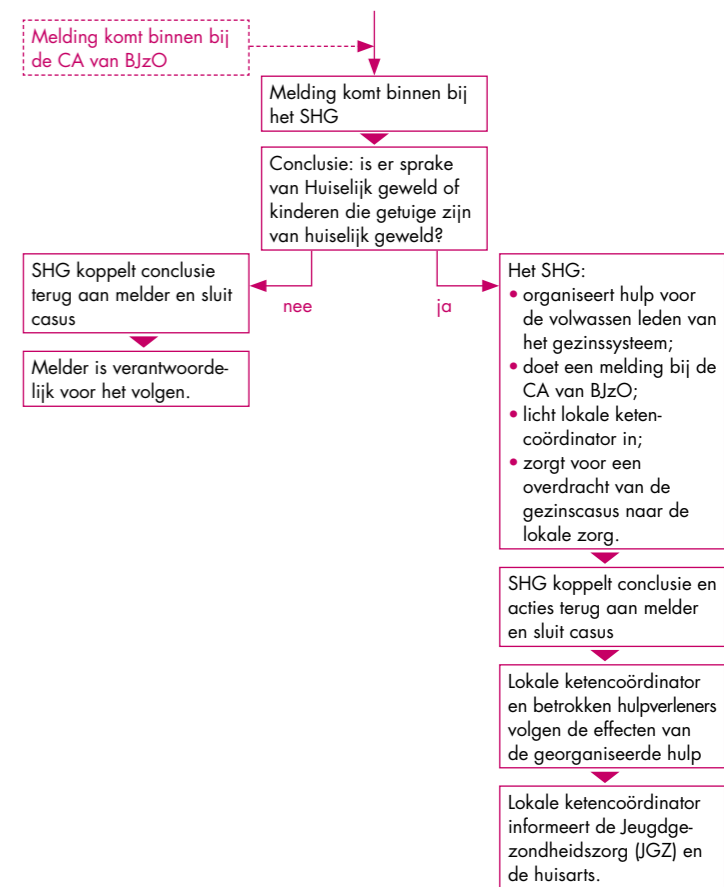 Melding komt binnen bij
de CA van BJzO
Melding komt binnen bij
het SHG
Conclusie: is er sprake
van Huiselijk geweld of
kinderen die getuige zijn
van huiselijk geweld?
nee
ja
SHG koppelt conclusie
terug aan melder en sluit
casus
Melder is verantwoorde-
lijk voor het volgen.
Het SHG:
• organiseert hulp voor
de volwassen leden van
het gezinssysteem;
• doet een melding bij de
CA van BJzO;
• licht lokale keten-
coördinator in;
• zorgt voor een
overdracht van de
gezinscasus naar de
lokale zorg.
SHG koppelt conclusie en
acties terug aan melder
en sluit casus
Lokale ketencoördinator
en betrokken hulpverleners
volgen de effecten van
de georganiseerde hulp
Lokale ketencoördinator
informeert de Jeugdge-
zondheidszorg (JGZ) en
de huisarts.